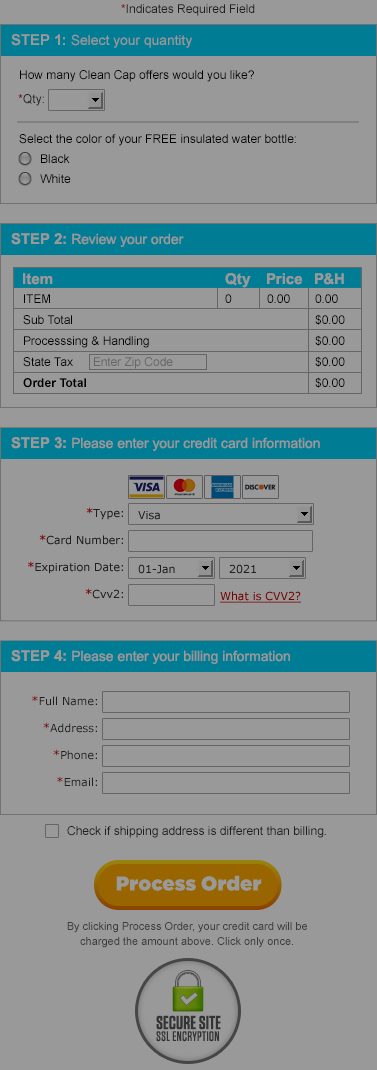 *Indicates Required Field
STEP 1: Select your quantity
How many Clean Cap offers would you like?
*Qty:
Select the color of your FREE insulated water bottle:
Black
White
STEP 2: Review your order
Item Qty Price P&H
ITEM 0 0.00 0.00
Sub Total $0.00
Processsing & Handling $0.00
State Tax Enter Zip Code $0.00
Order Total $0.00
STEP 3: Please enter your credit card information
VISA MasterCard AMERICAN EXPRESS DISCOVER
*Type: Visa
*Card Number:
*Expiration Date: 01-Jan 2021
*Cvv2: What is CVV2?
STEP 4: Please enter your billing information
*Full Name:
*Address:
*Phone:
*Email:
Check if shipping address is different than billing.
Process Order
By clicking Process Order, your credit card will be
charged the amount above. Click only once.
SECURE SITE
SSL ENCRYPTION